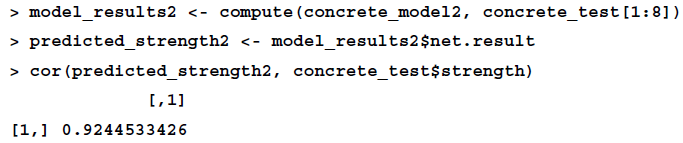 > model_results2 <- compute(concrete_model2, concrete_test[1:8])
> predicted_strength2 <- model_results2$net.result
> cor(predicted_strength2, concrete_test$strength)
[,1]
[1,] 0.9244533426